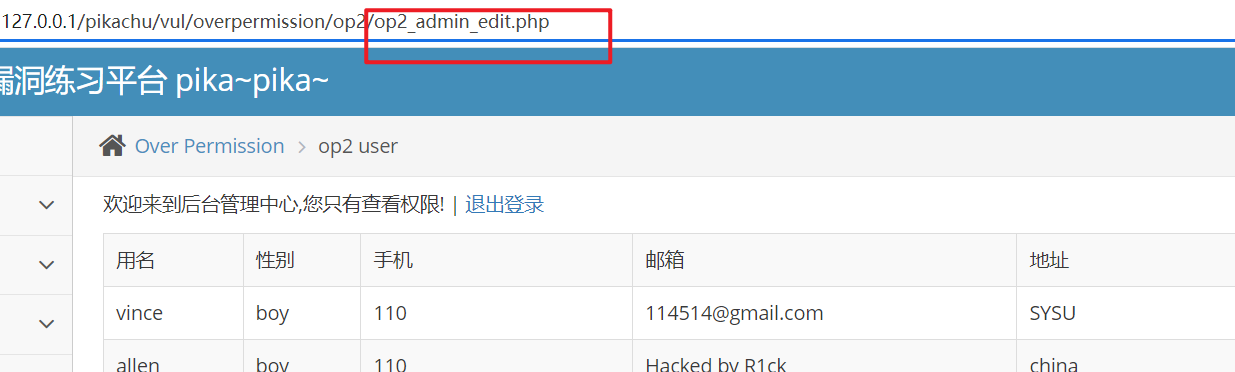 127.0.0.1/pikachu/vul/overpermission/op2/op2_admin_edit.php
漏洞练习平台 pika~pika~
Over Permission > op2 user
欢迎来到后台管理中心,您只有查看权限! | 退出登录
用名 性别 手机 邮箱 地址
vince boy 110 114514@gmail.com SYSU
allen boy 110 Hacked by R1ck china